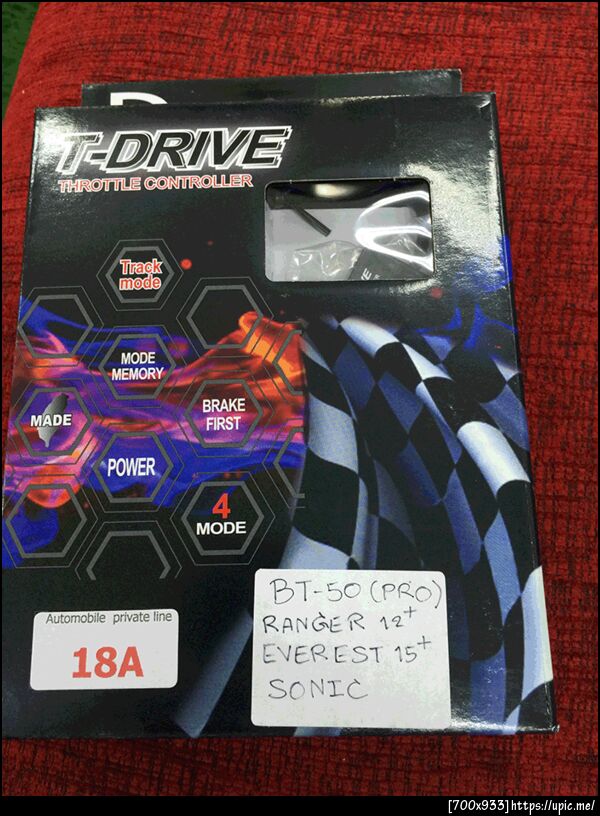 T-DRIVE
THROTTLE CONTROLLER
Track
mode
MODE
MEMORY
MADE
BRAKE
FIRST
POWER
4
MODE
Automobile private line
18A
BT-50 (PRO)
RANGER 12+
EVEREST 15+
SONIC
[700x933]https://upic.me/